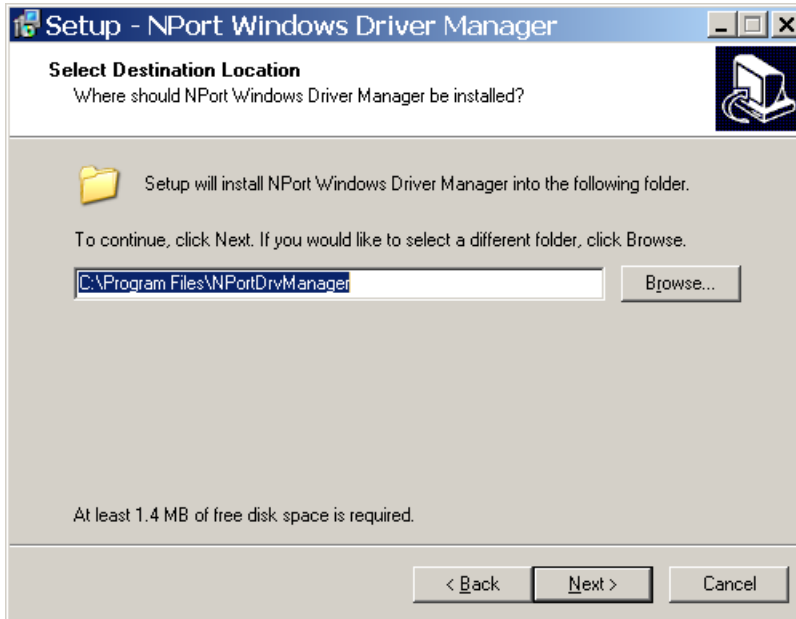 Setup - NPort Windows Driver Manager
Select Destination Location
Where should NPort Windows Driver Manager be installed?
Setup will install NPort Windows Driver Manager into the following folder.
To continue, click Next. If you would like to select a different folder, click Browse.
C:\Program Files\NPortDrvManager
Browse...
At least 1.4 MB of free disk space is required.
< Back Next > Cancel